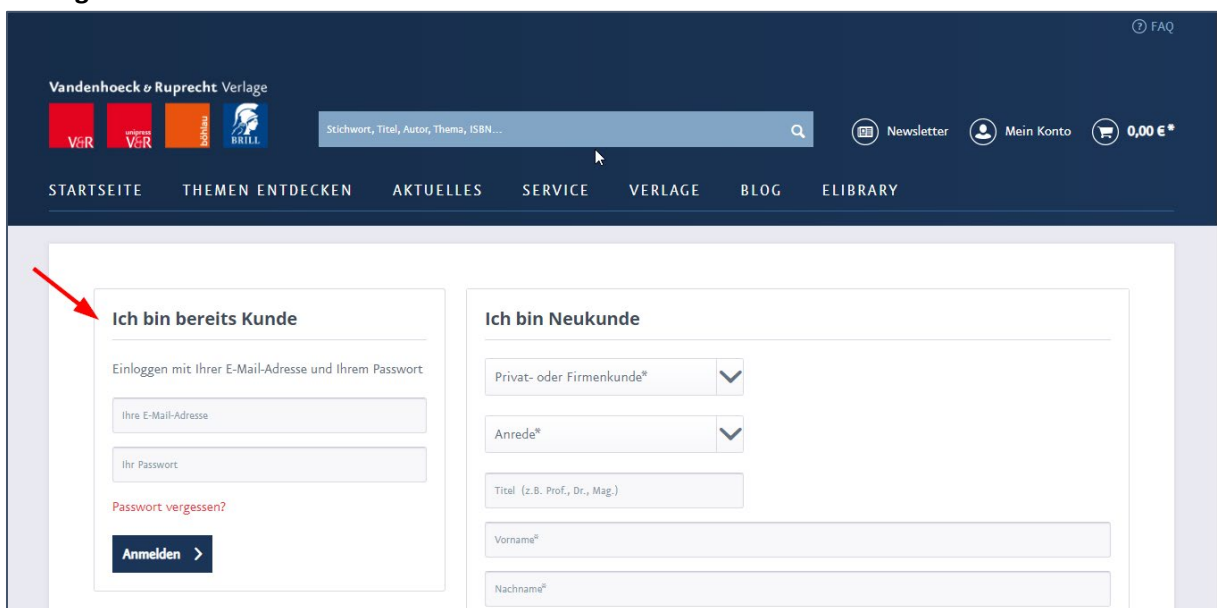 FAQ
Vandenhoeck & Ruprecht Verlage
V&R
unipress
V&R
böhlau
BRILL
Stichwort, Titel, Autor, Thema, ISBN...
Newsletter
Mein Konto
0,00 €*
STARTSEITE THEMEN ENTDECKEN AKTUELLES SERVICE VERLAGE BLOG ELIBRARY
Ich bin bereits Kunde
Einloggen mit Ihrer E-Mail-Adresse und Ihrem Passwort
Ihre E-Mail-Adresse
Ihr Passwort
Passwort vergessen?
Anmelden
Ich bin Neukunde
Privat- oder Firmenkunde*
Anrede*
Titel (z.B. Prof., Dr., Mag.)
Vorname*
Nachname*